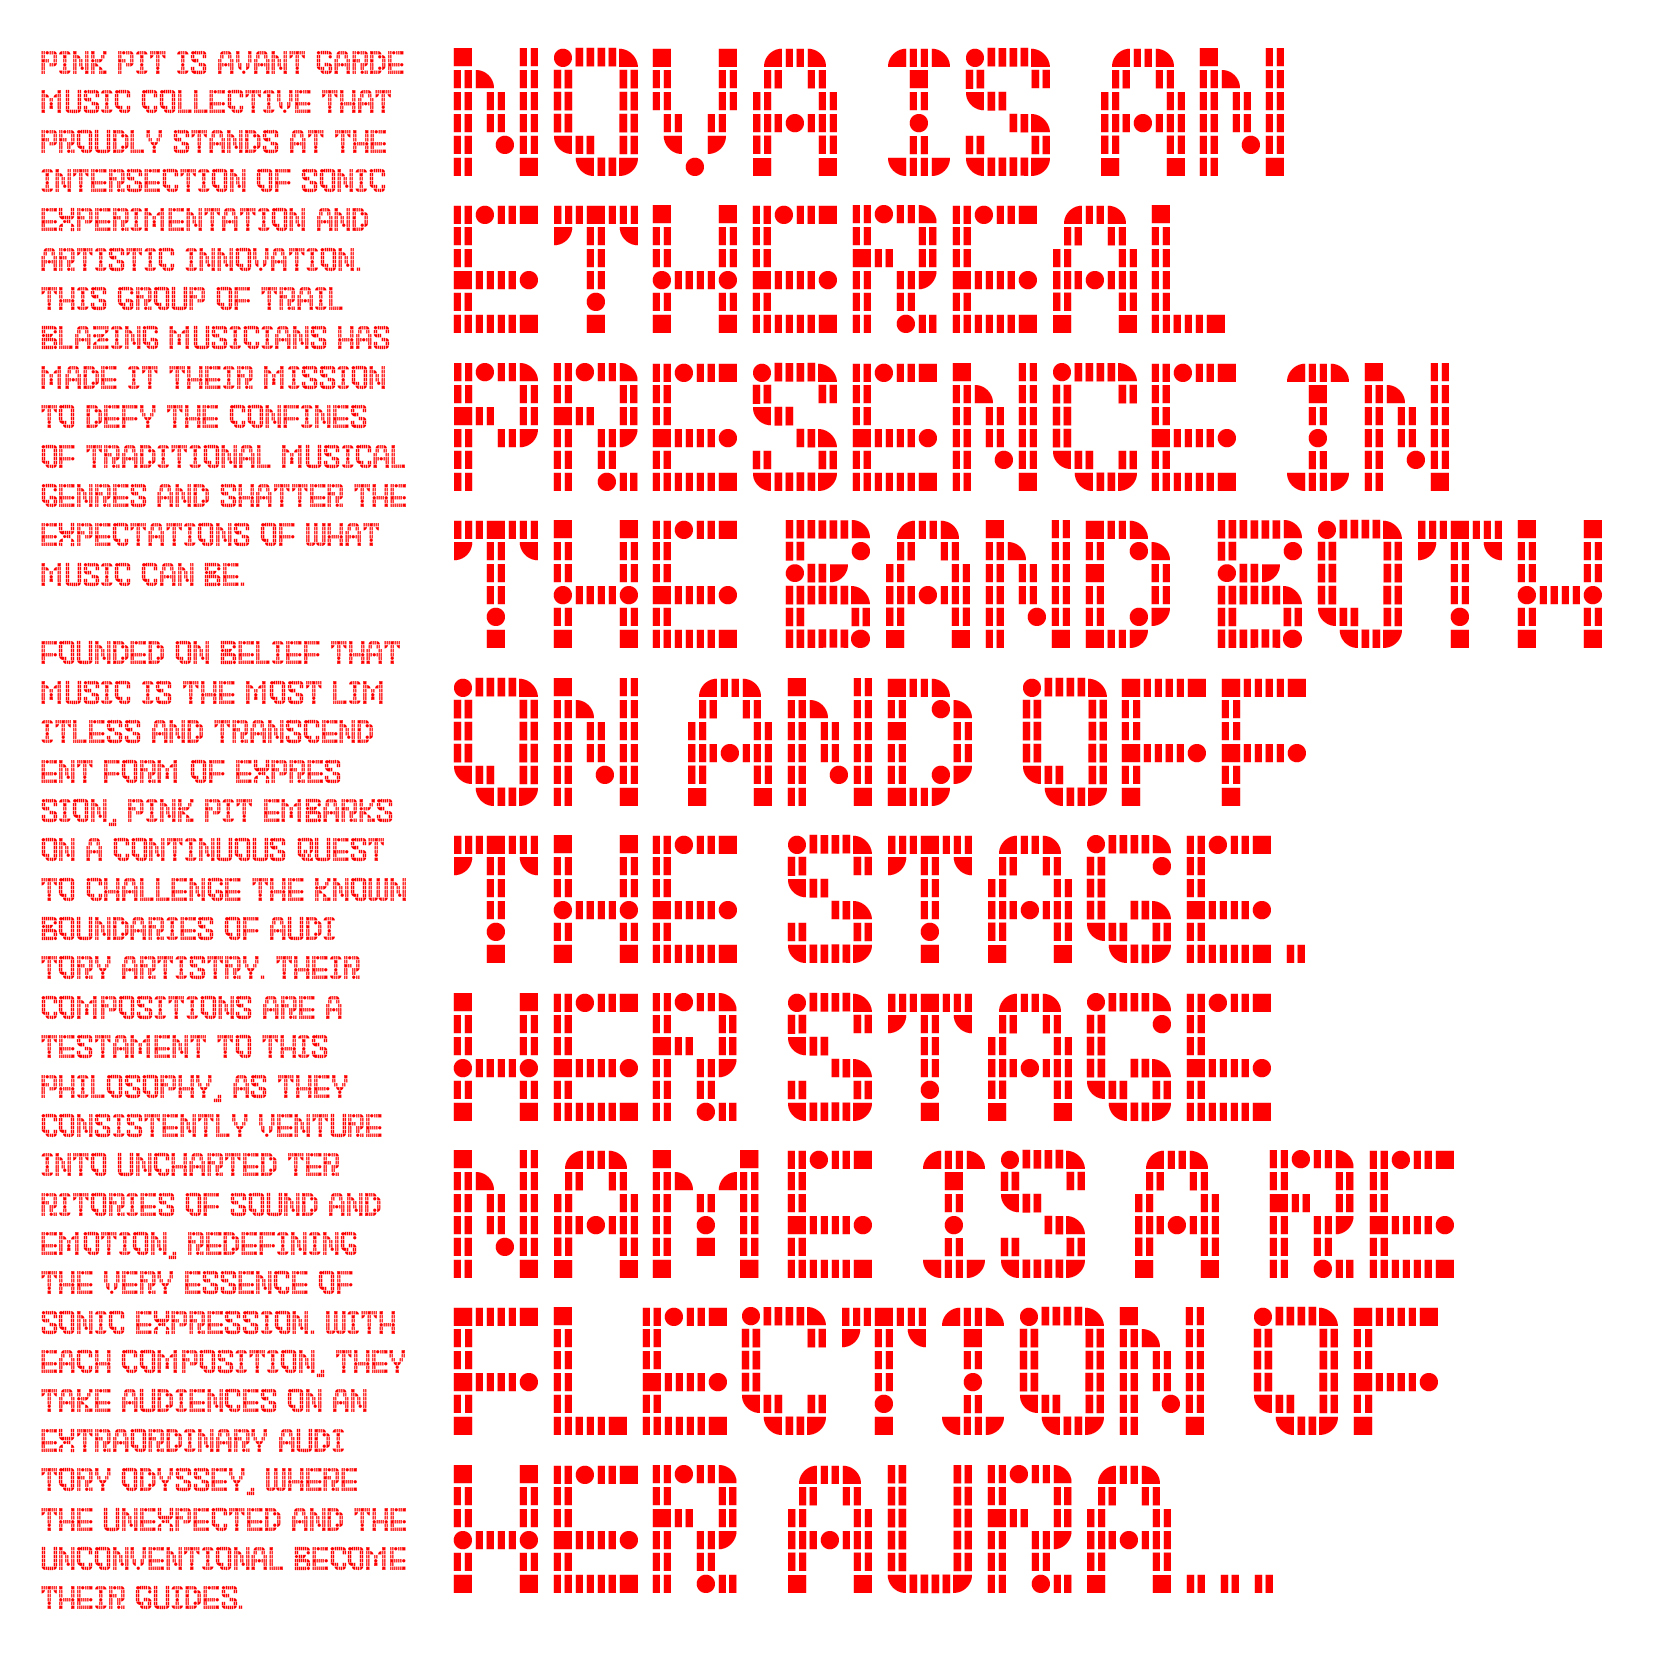 PINK PIT IS AVANT GARDE
MUSIC COLLECTIVE THAT
PROUDLY STANDS AT THE
INTERSECTION OF SONIC
EXPERIMENTATION AND
ARTISTIC INNOVATION.
THIS GROUP OF TRAIL
BLAZING MUSICIANS HAS
MADE IT THEIR MISSION
TO DEFY THE CONFINES
OF TRADITIONAL MUSICAL
GENRES AND SHATTER THE
EXPECTATIONS OF WHAT
MUSIC CAN BE.
FOUNDED ON BELIEF THAT
MUSIC IS THE MOST LIM
ITLESS AND TRANSCEND
ENT FORM OF EXPRES
SION, PINK PIT EMBARKS
ON A CONTINUOUS QUEST
TO CHALLENGE THE KNOWN
BOUNDARIES OF AUDI
TORY ARTISTRY. THEIR
COMPOSITIONS ARE A
TESTAMENT TO THIS
PHILOSOPHY, AS THEY
CONSISTENTLY VENTURE
INTO UNCHARTED TER
RITORIES OF SOUND AND
EMOTION, REDEFINING
THE VERY ESSENCE OF
SONIC EXPRESSION. WITH
EACH COMPOSITION, THEY
TAKE AUDIENCES ON AN
EXTRAORDINARY AUDI
TORY ODYSSEY, WHERE
THE UNEXPECTED AND THE
UNCONVENTIONAL BECOME
THEIR GUIDES.
NOVA IS AN
ETHEREAL
PRESENCE IN
THE BAND BOTH
ON AND OFF
THE STAGE.
HER STAGE
NAME IS A RE
FLECTION OF
HER AURA...